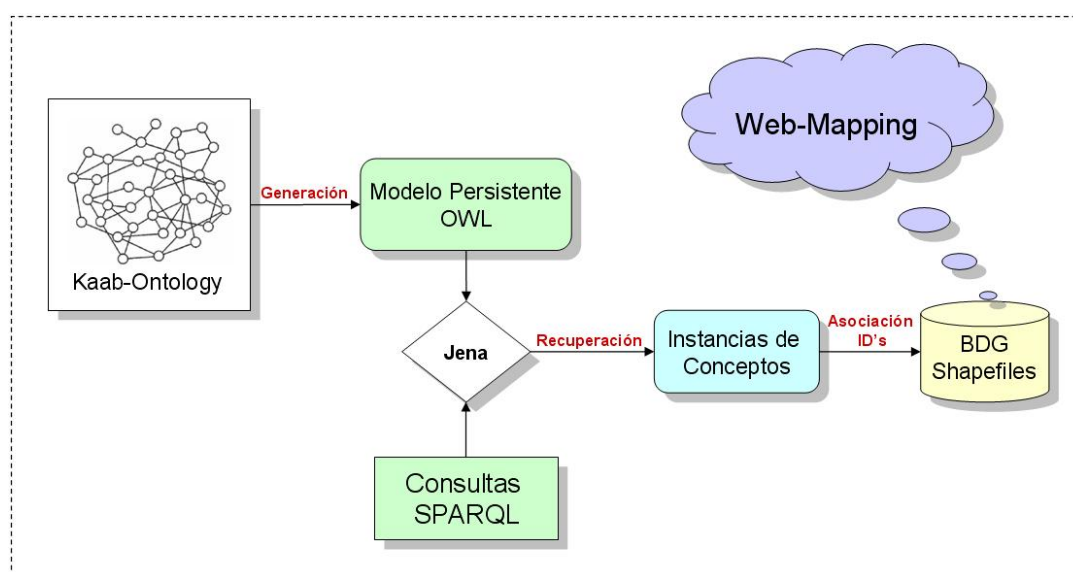 Web-Mapping
Kaab-Ontology
Generación
Modelo Persistente
OWL
Jena
Recuperación
Instancias de
Conceptos
Asociación
ID's
BDG
Shapefiles
Consultas
SPARQL